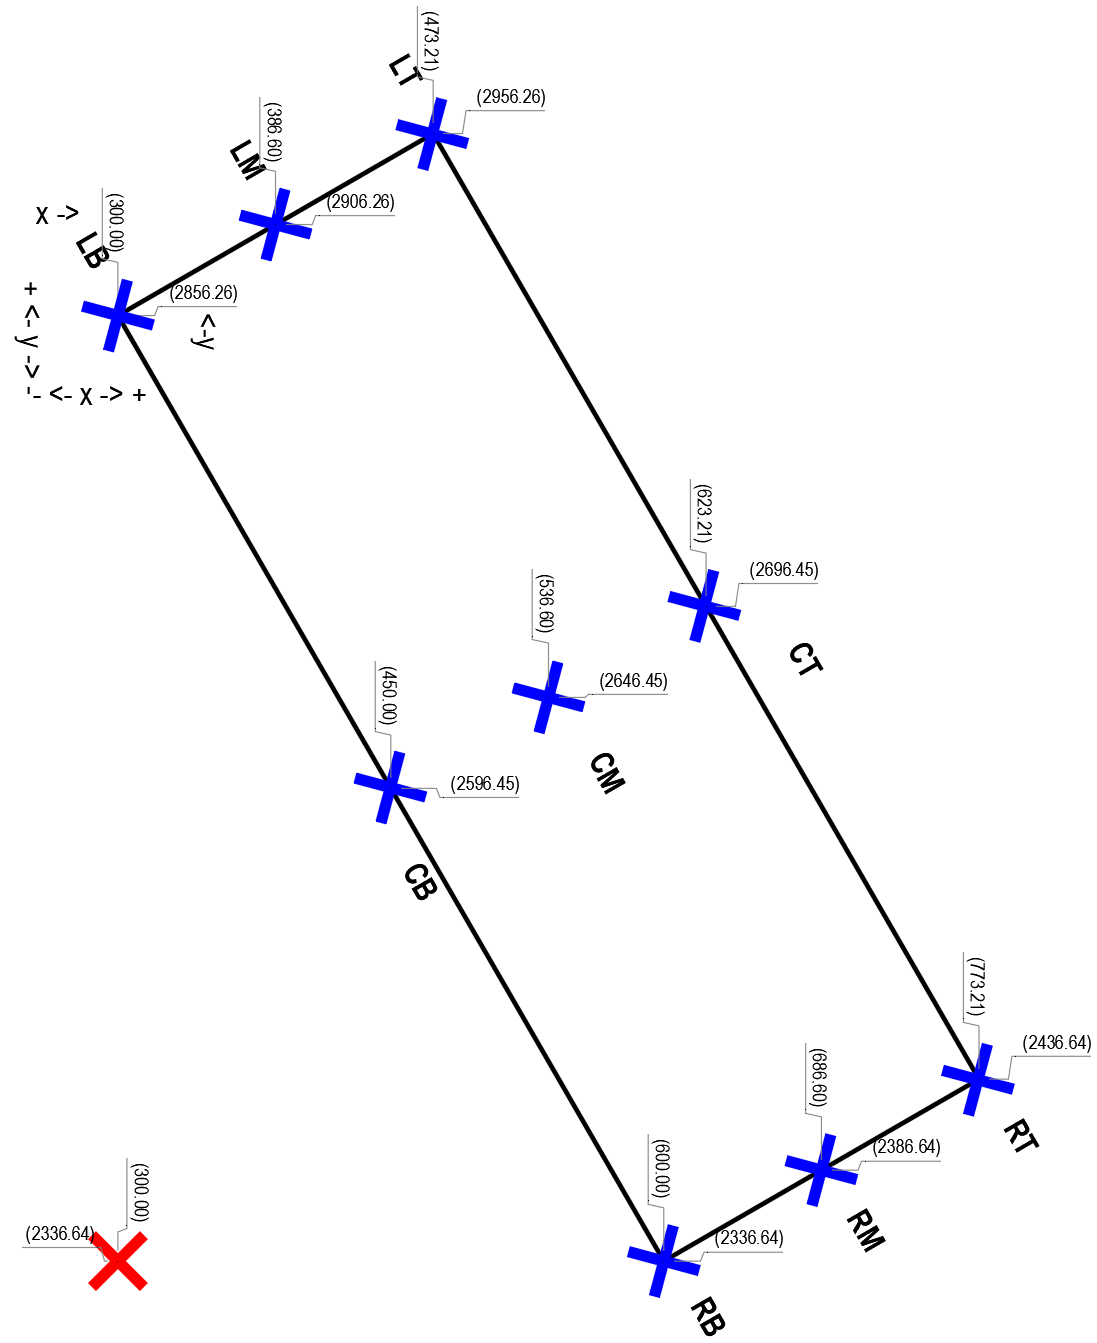 (473.21)
LT
(2956.26)
(386.60)
LM
(2906.26)
x ->
(300.00)
LB
(2856.26)
<-y
+ <- y ->
'- <- x -> +
(623.21)
(2696.45)
CT
(536.60)
(2646.45)
CM
(450.00)
(2596.45)
CB
(773.21)
(2436.64)
RT
(686.60)
(2386.64)
RM
(600.00)
(2336.64)
RB
(300.00)
(2336.64)